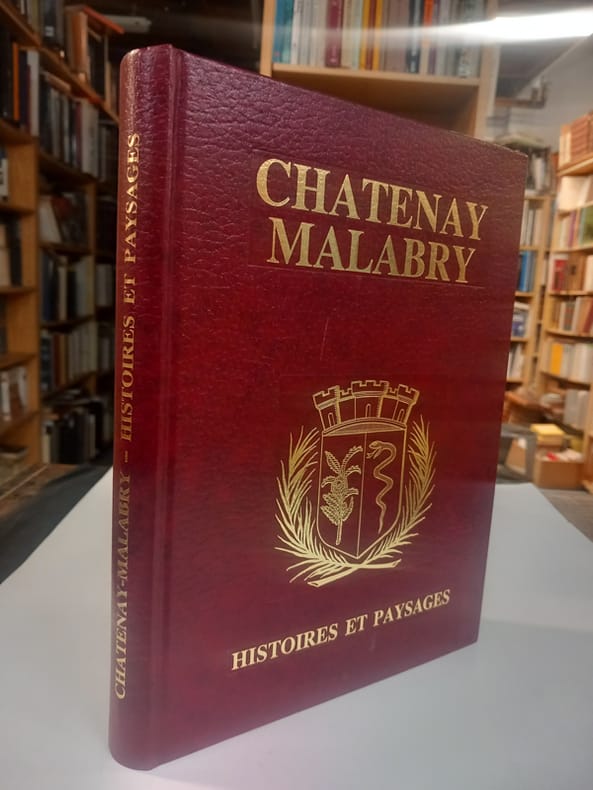 CHATENAY
MALABRY
HISTOIRES ET PAYSAGES
CHATENAY-MALABRY – HISTOIRES ET PAYSAGES